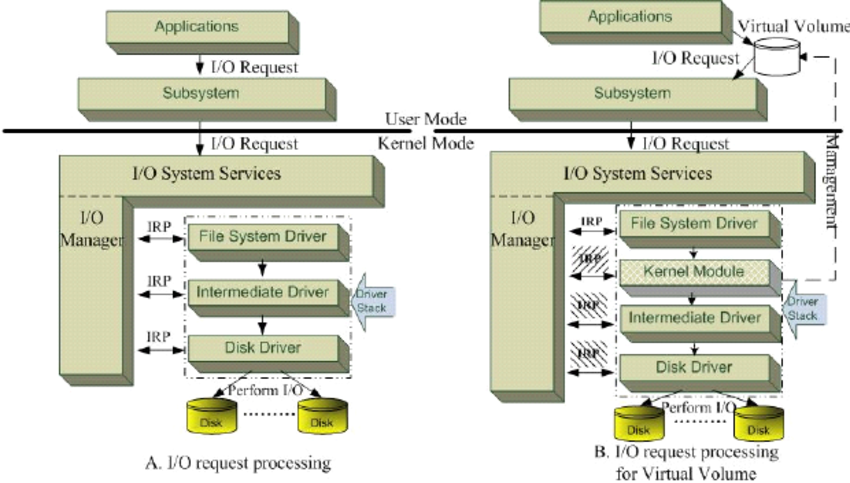 Applications
I/O Request
Subsystem
User Mode
Kernel Mode
I/O Request
I/O System Services
I/O
Manager
IRP
File System Driver
IRP
Intermediate Driver
Driver
Stack
IRP
Disk Driver
Perform I/O
Disk
Disk
A. I/O request processing
Applications
Virtual Volume
I/O Request
Subsystem
I/O Request
Management
I/O System Services
I/O
Manager
IRP
File System Driver
IRP
Kernel Module
Driver
Stack
IRP
Intermediate Driver
IRP
Disk Driver
Perform I/O
Disk
Disk
B. I/O request processing
for Virtual Volume